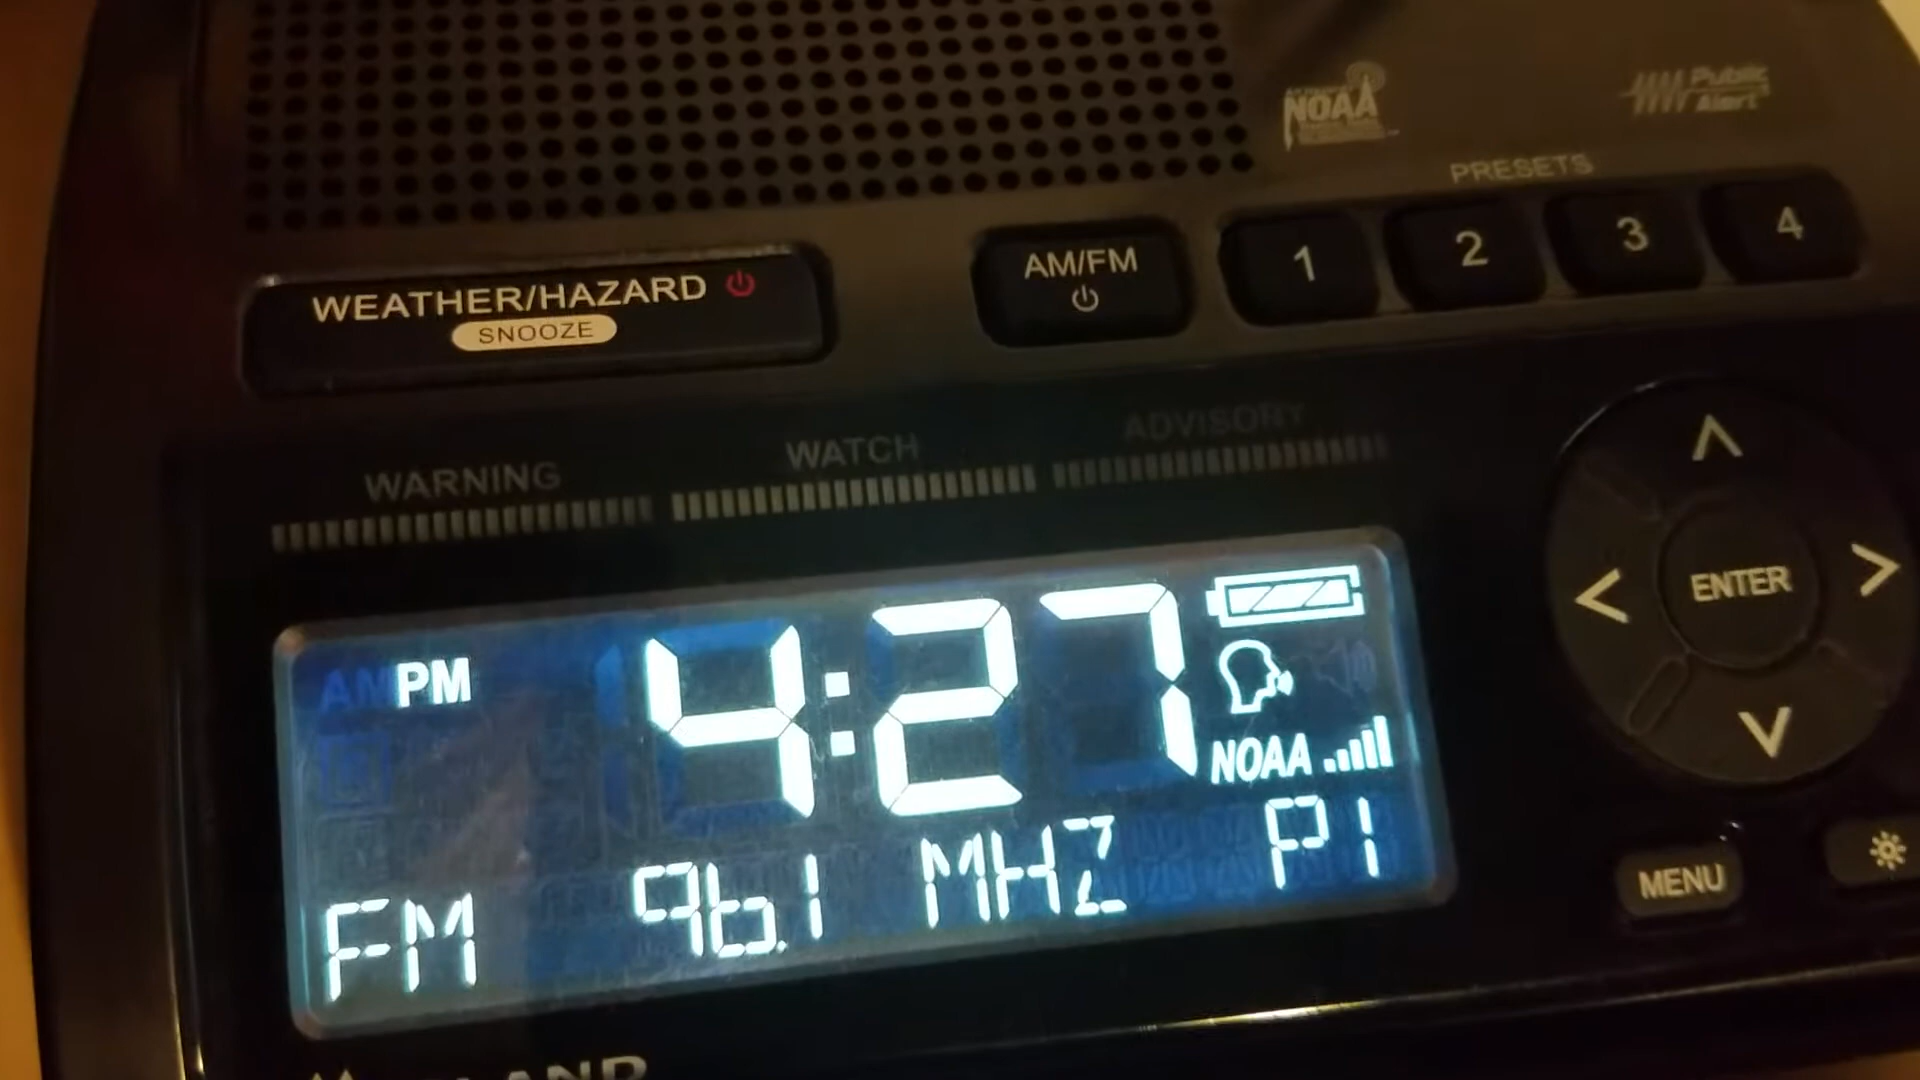 NOAA
Public
Alert
PRESETS
WEATHER/HAZARD
SNOOZE
AM/FM
1 2 3 4
WARNING WATCH ADVISORY
ENTER
AM PM 4:27
NOAA
FM 96.1 MHZ P1
MENU
LAND